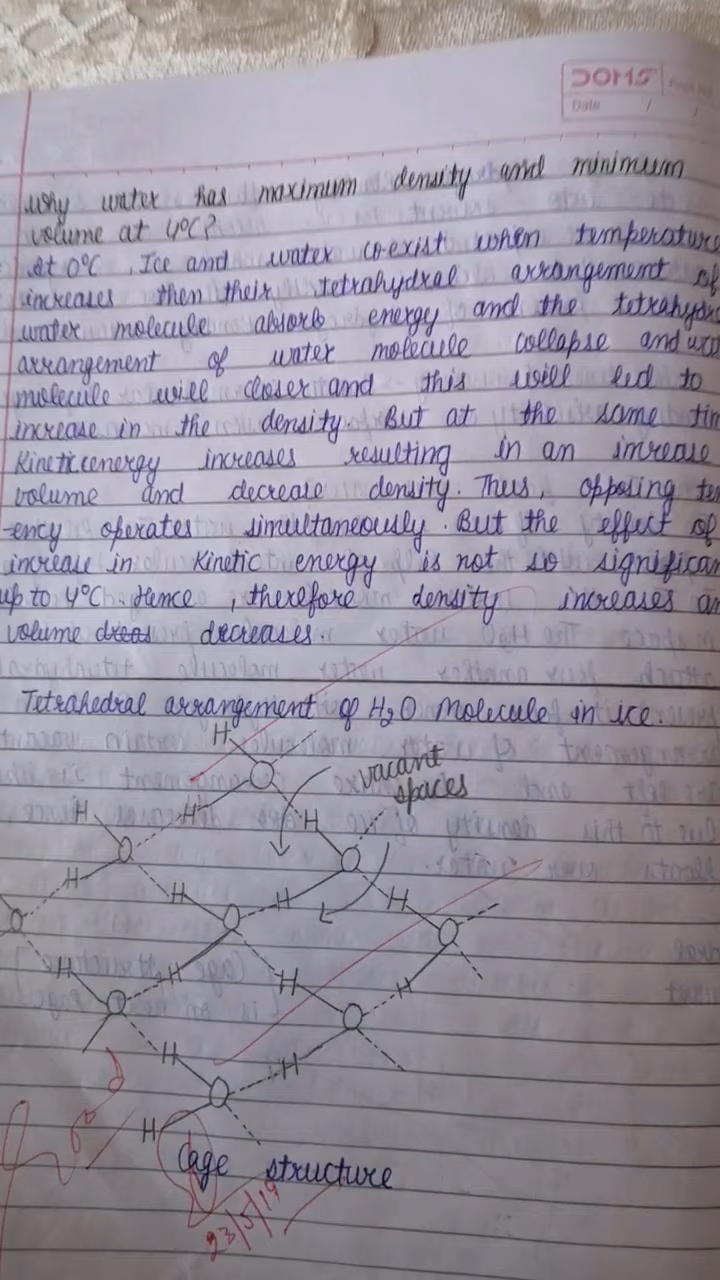 DOMS
Page No.
Date / /
why water has maximum density and minimum
volume at 4°C?
At 0°C, Ice and water co-exist when temperature
increases then their tetrahydral arrangement of
water molecule absorb energy and the tetrahydr
arrangement of water molecule collapse and wat
molecule will closer and this will led to
increase in the density. But at the same tim
Kineticenergy increases resulting in an increase
volume and decrease density. Thus, opposing ten
-ency operates simultaneously. But the effect of
increase in Kinetic energy is not so significan
up to 4°C. Hence, therefore density increases an
volume dreas decreases.
Tetrahedral arrangement of H2O Molecule in ice.
H
vacant
spaces
H H H
O
O O
H H H H
O O O
H H H H
O O
H H
O
H
Cage structure
23/5/19